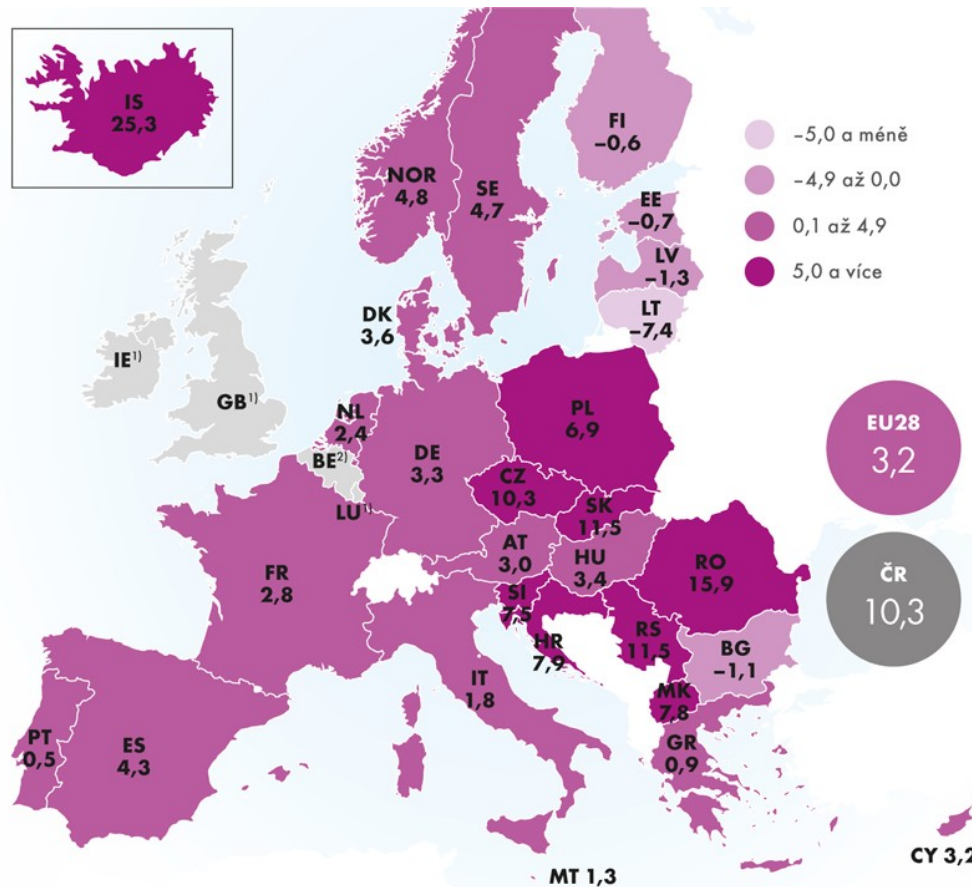 IS
25,3
FI
–0,6
–5,0 a méně
–4,9 až 0,0
0,1 až 4,9
5,0 a více
NOR
4,8
SE
4,7
EE
–0,7
LV
–1,3
LT
–7,4
DK
3,6
IE¹⁾
GB¹⁾
NL
2,4
BE²⁾
LU¹⁾
DE
3,3
PL
6,9
EU28
3,2
CZ
10,3
SK
11,5
AT
3,0
HU
3,4
RO
15,9
ČR
10,3
FR
2,8
SI
7,5
HR
7,9
RS
11,5
BG
–1,1
IT
1,8
MK
7,8
PT
0,5
ES
4,3
GR
0,9
CY 3,2
MT 1,3